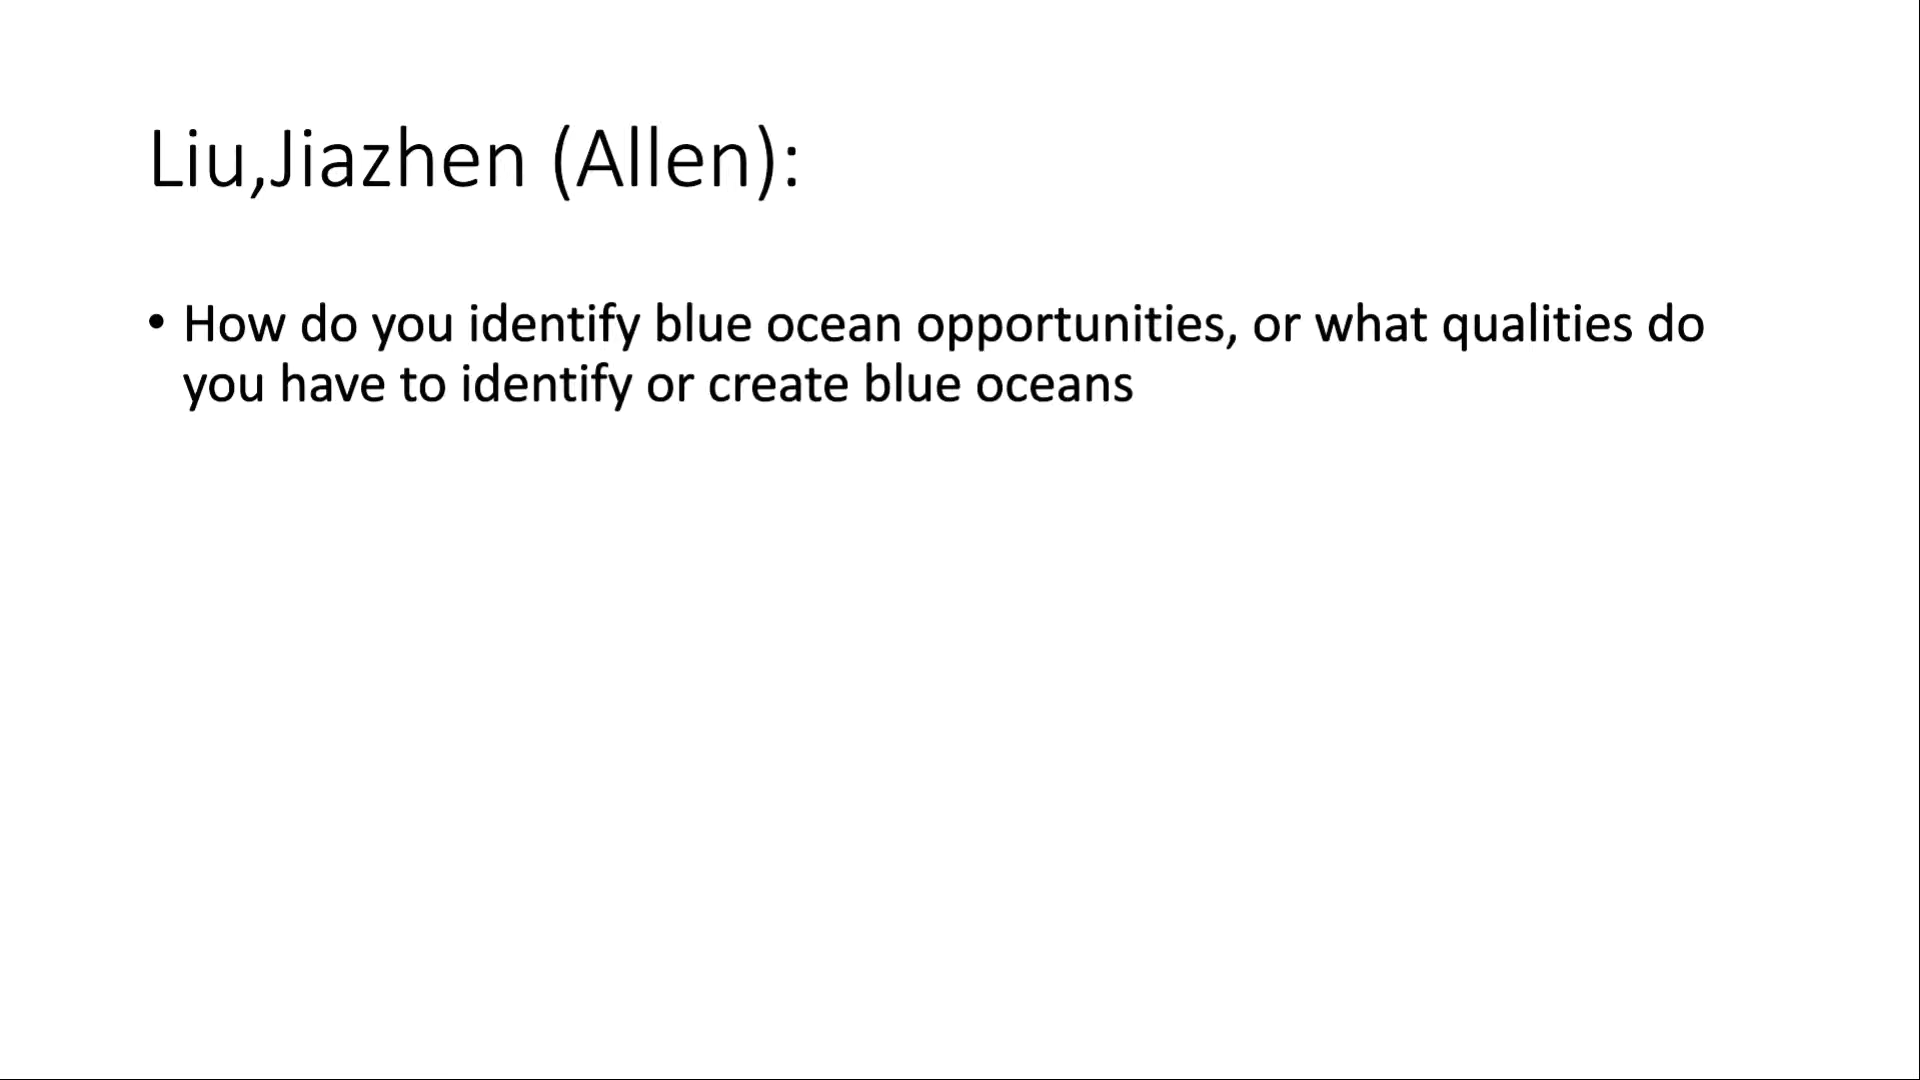 Liu,Jiazhen (Allen):
• How do you identify blue ocean opportunities, or what qualities do
you have to identify or create blue oceans